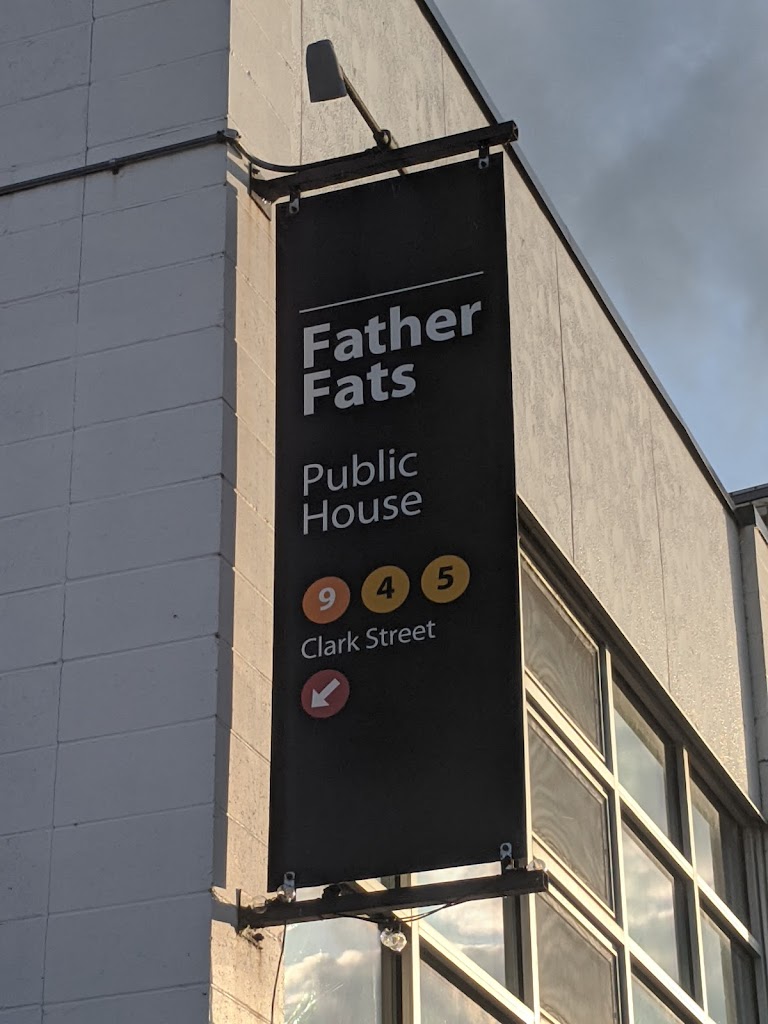 Father
Fats
Public
House
9 4 5
Clark Street